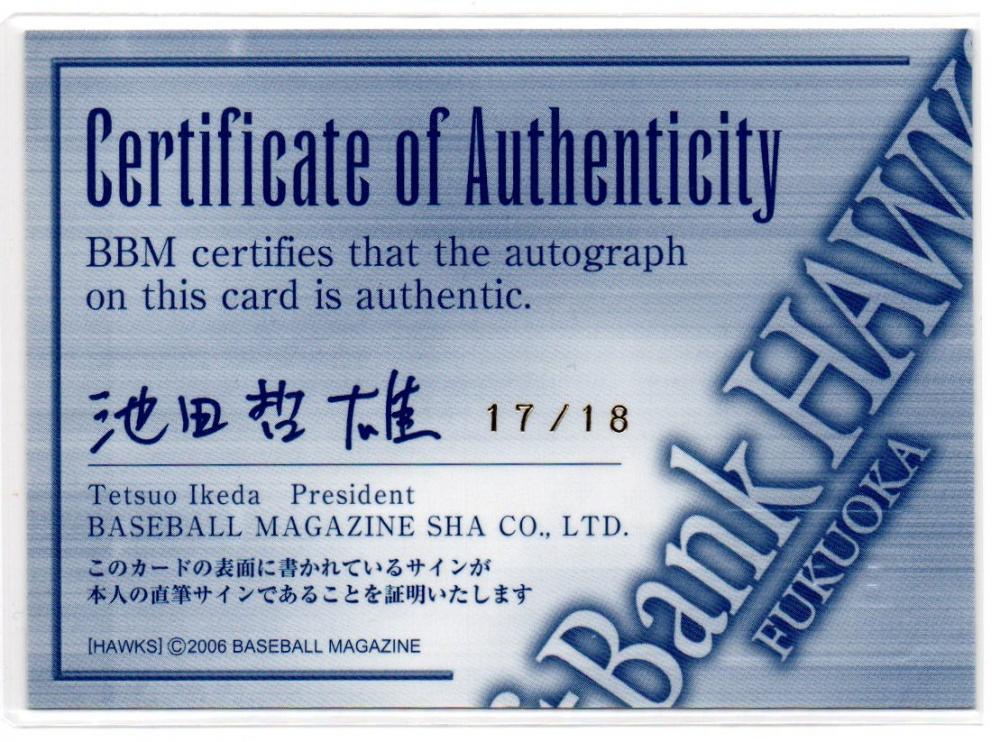 Certificate of Authenticity
BBM certifies that the autograph
on this card is authentic.
池田哲雄 17/18
Tetsuo Ikeda President
BASEBALL MAGAZINE SHA CO., LTD.
このカードの表面に書かれているサインが
本人の直筆サインであることを証明いたします
[HAWKS] ©2006 BASEBALL MAGAZINE
Bank HAWKS
FUKUOKA